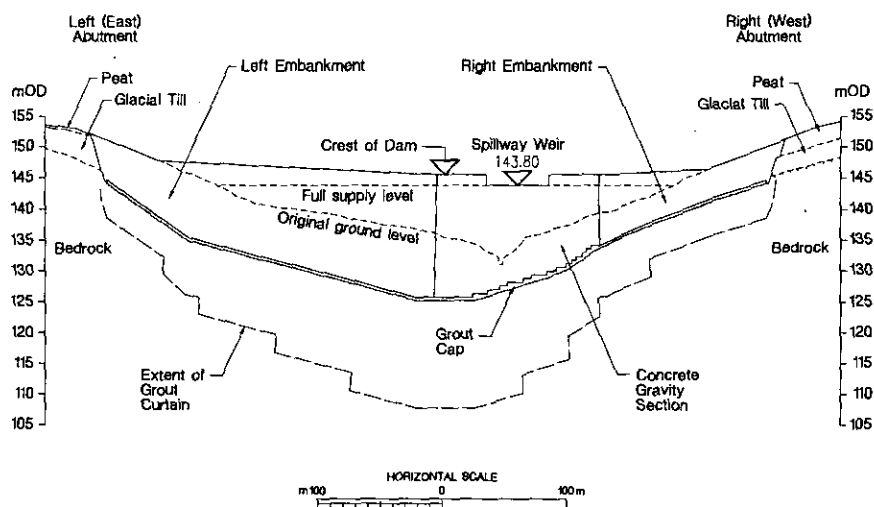 Left (East)
Abutment
Right (West)
Abutment
Left Embankment
Right Embankment
mOD
Peat
Glacial Till
Peat
Glacial Till
mOD
155
150
145
140
135
130
125
120
115
110
105
Crest of Dam
Spillway Weir
143.80
Full supply level
Original ground level
Bedrock
Bedrock
155
150
145
140
135
130
125
120
115
110
105
Grout
Cap
Extent of
Grout
Curtain
Concrete
Gravity
Section
HORIZONTAL SCALE
m100
0
100m